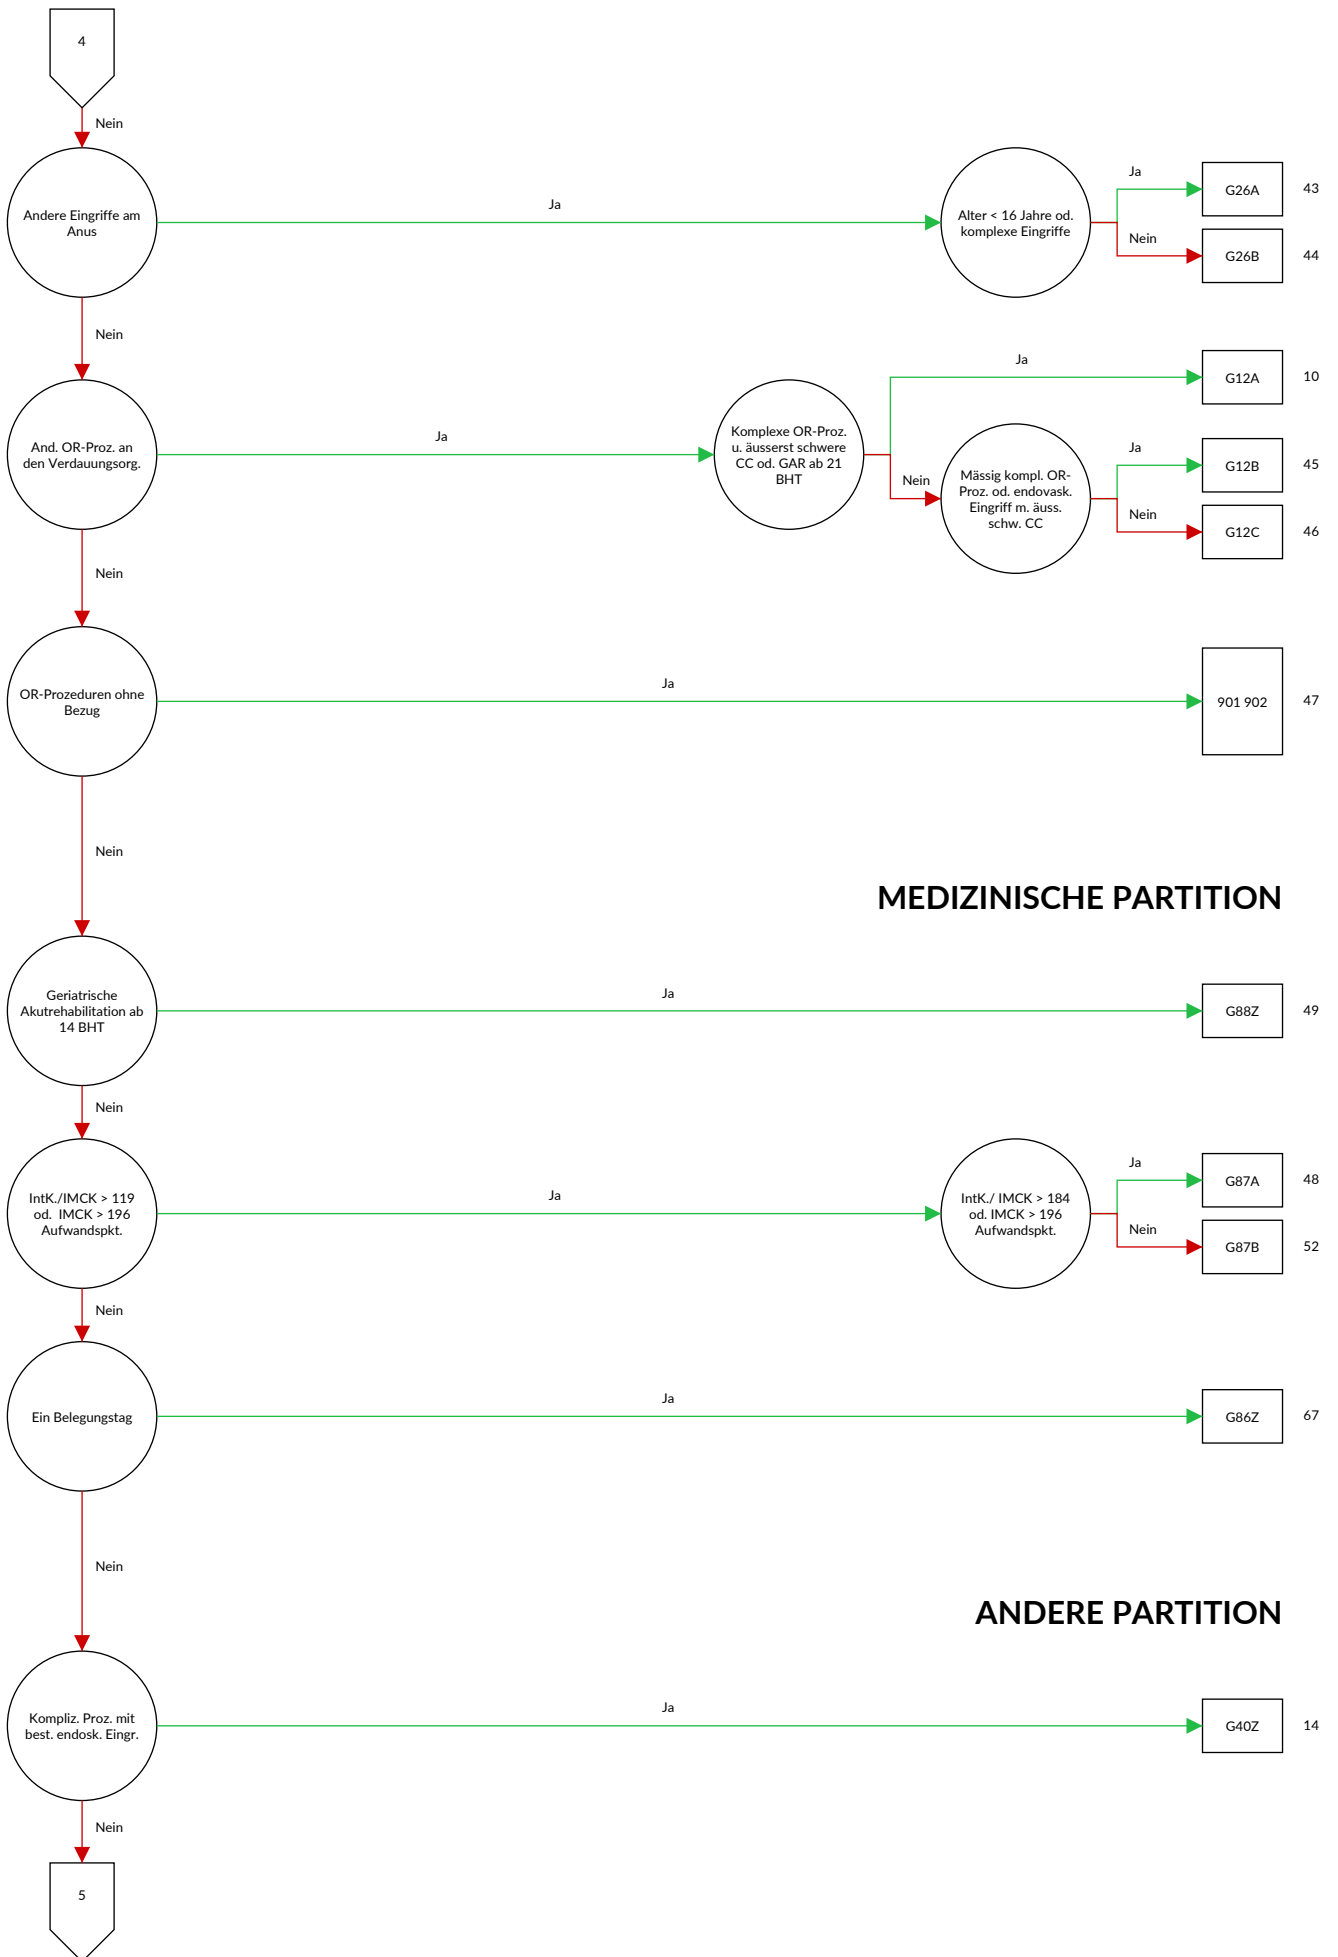 4
Nein
Andere Eingriffe am
Anus
Ja
Alter < 16 Jahre od.
komplexe Eingriffe
Ja
G26A
43
Nein
G26B
44
Nein
And. OR-Proz. an
den Verdauungsorg.
Ja
Komplexe OR-Proz.
u. äusserst schwere
CC od. GAR ab 21
BHT
Ja
G12A
10
Nein
Mässig kompl. OR-
Proz. od. endovask.
Eingriff m. äuss.
schw. CC
Ja
G12B
45
Nein
G12C
46
Nein
OR-Prozeduren ohne
Bezug
Ja
901 902
47
Nein
MEDIZINISCHE PARTITION
Geriatrische
Akutrehabilitation ab
14 BHT
Ja
G88Z
49
Nein
IntK./IMCK > 119
od. IMCK > 196
Aufwandspkt.
Ja
IntK./ IMCK > 184
od. IMCK > 196
Aufwandspkt.
Ja
G87A
48
Nein
G87B
52
Nein
Ein Belegungstag
Ja
G86Z
67
Nein
ANDERE PARTITION
Kompliz. Proz. mit
best. endosk. Eingr.
Ja
G40Z
14
Nein
5